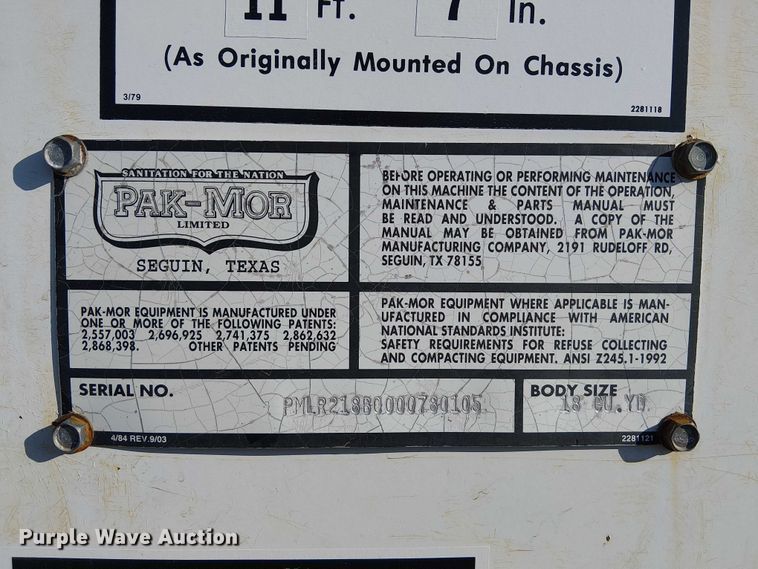 11 FT. 7 In.
(As Originally Mounted On Chassis)
3/79 2281118
SANITATION FOR THE NATION
PAK-MOR
LIMITED
SEGUIN, TEXAS
BEFORE OPERATING OR PERFORMING MAINTENANCE
ON THIS MACHINE THE CONTENT OF THE OPERATION,
MAINTENANCE & PARTS MANUAL MUST
BE READ AND UNDERSTOOD. A COPY OF THE
MANUAL MAY BE OBTAINED FROM PAK-MOR
MANUFACTURING COMPANY, 2191 RUDELOFF RD,
SEGUIN, TX 78155
PAK-MOR EQUIPMENT IS MANUFACTURED UNDER
ONE OR MORE OF THE FOLLOWING PATENTS:
2,557,003 2,696,925 2,741,375 2,862,632
2,868,398. OTHER PATENTS PENDING
PAK-MOR EQUIPMENT WHERE APPLICABLE IS MAN-
UFACTURED IN COMPLIANCE WITH AMERICAN
NATIONAL STANDARDS INSTITUTE:
SAFETY REQUIREMENTS FOR REFUSE COLLECTING
AND COMPACTING EQUIPMENT. ANSI Z245.1-1992
SERIAL NO.
BODY SIZE
18 CU.YD
4/84 REV.9/03 2281121
Purple Wave Auction